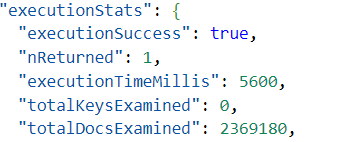 "executionStats": {
"executionSuccess": true,
"nReturned": 1,
"executionTimeMillis": 5600,
"totalKeysExamined": 0,
"totalDocsExamined": 2369180,